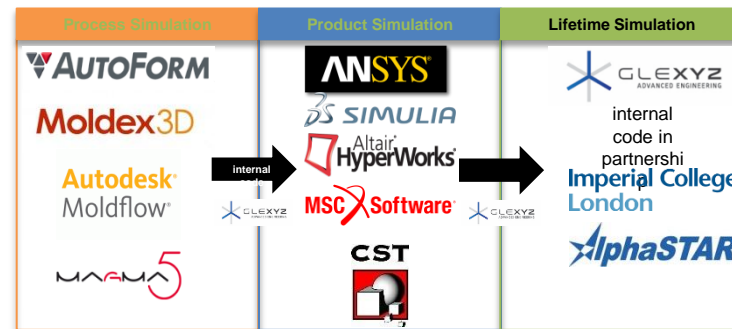 Process Simulation
Product Simulation
Lifetime Simulation
AUTOFORM
Moldex3D
Autodesk®
Moldflow®
MAGMA5
internal
code
GLEXYZ
ANSYS®
SIMULIA
Altair®
HyperWorks®
MSC Software®
CST
GLEXYZ
GLEXYZ
ADVANCED ENGINEERING
internal
code in
partnershi
p
Imperial College
London
AlphaSTAR